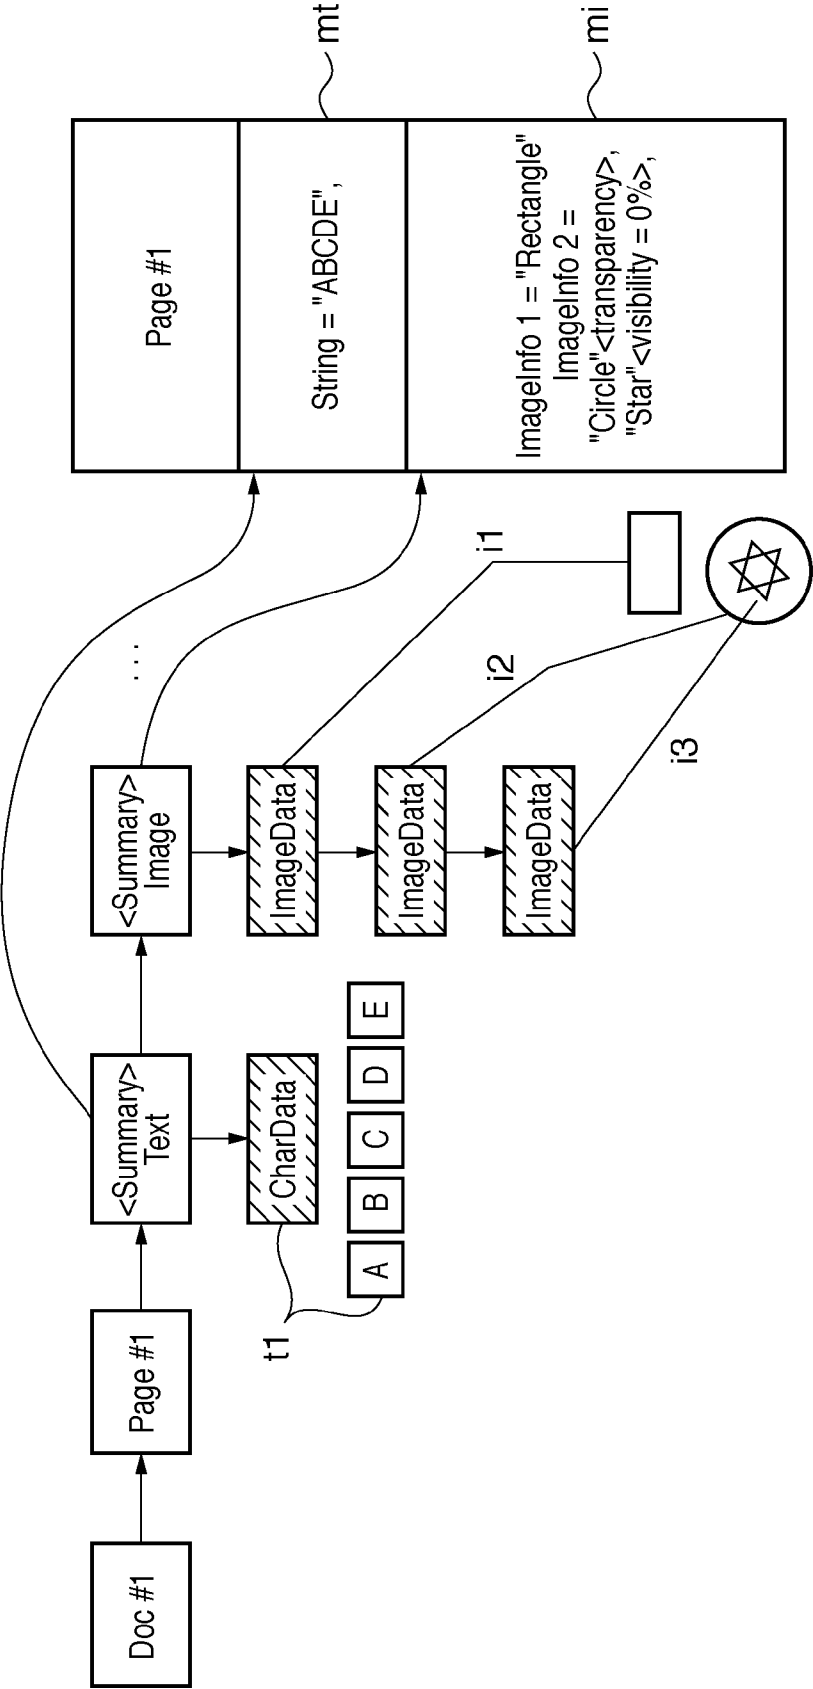 Doc #1
Page #1
<Summary>
Text
<Summary>
Image
. . .
CharData
t1
A
B
C
D
E
ImageData
ImageData
ImageData
i1
i2
i3
Page #1
String = "ABCDE",
mt
ImageInfo 1 = "Rectangle"
ImageInfo 2 =
"Circle"<transparency>,
"Star"<visibility = 0%>,
mi